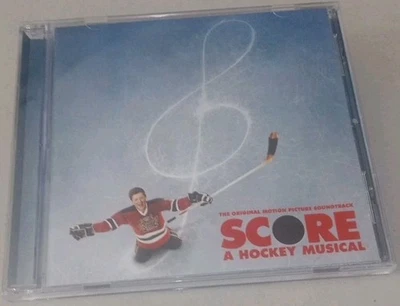 THE ORIGINAL MOTION PICTURE SOUNDTRACK
SCORE
A HOCKEY MUSICAL